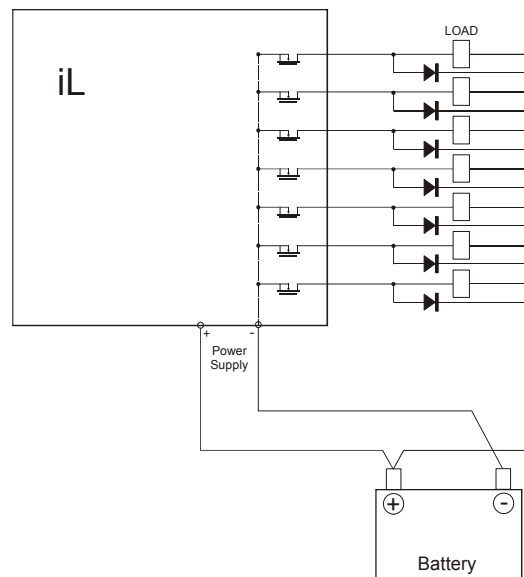 LOAD
iL
+
-
Power
Supply
+
-
Battery